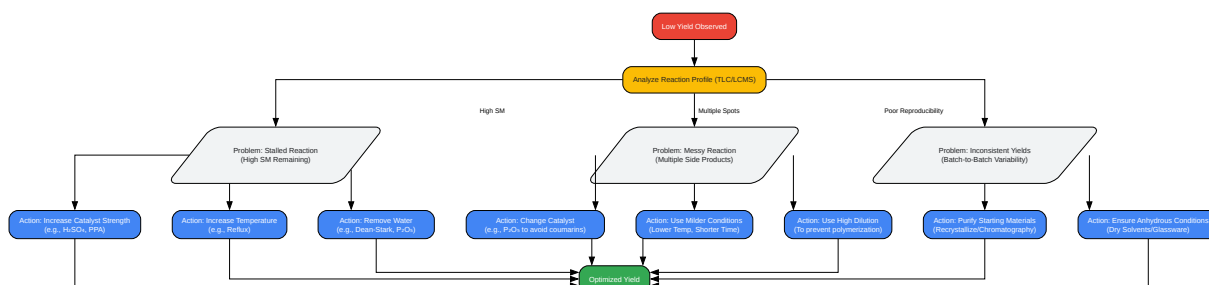 Low Yield Observed
Analyze Reaction Profile (TLC/LCMS)
High SM
Multiple Spots
Poor Reproducibility
Problem: Stalled Reaction
(High SM Remaining)
Problem: Messy Reaction
(Multiple Side Products)
Problem: Inconsistent Yields
(Batch-to-Batch Variability)
Action: Increase Catalyst Strength
(e.g., H₂SO₄, PPA)
Action: Increase Temperature
(e.g., Reflux)
Action: Remove Water
(e.g., Dean-Stark, P₂O₅)
Action: Change Catalyst
(e.g., P₂O₅ to avoid coumarins)
Action: Use Milder Conditions
(Lower Temp, Shorter Time)
Action: Use High Dilution
(To prevent polymerization)
Action: Purify Starting Materials
(Recrystallize/Chromatography)
Action: Ensure Anhydrous Conditions
(Dry Solvents/Glassware)
Optimized Yield